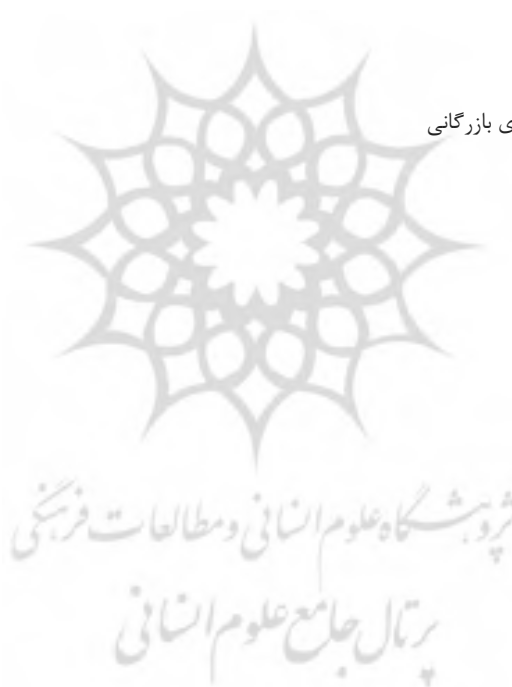 ی بازرگانی
پژوهشگاه علوم انسانی و مطالعات فرهنگی
پرتال جامع علوم انسانی